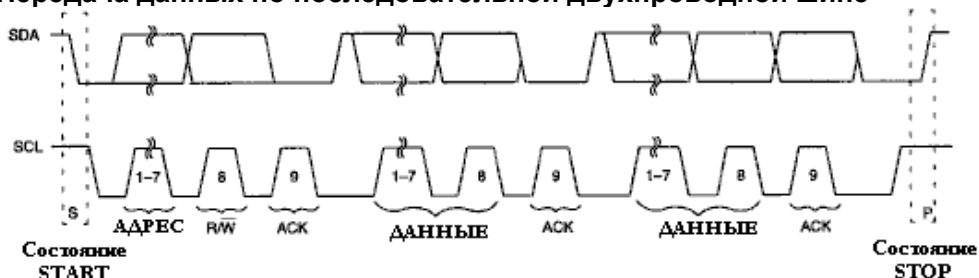 Передача данных по последовательной двухпроводной шине
SDA
SCL
1–7 8 9 1–7 8 9 1–7 8 9
S P
АДРЕС R/W̅ ACK ДАННЫЕ ACK ДАННЫЕ ACK
Состояние
START
Состояние
STOP